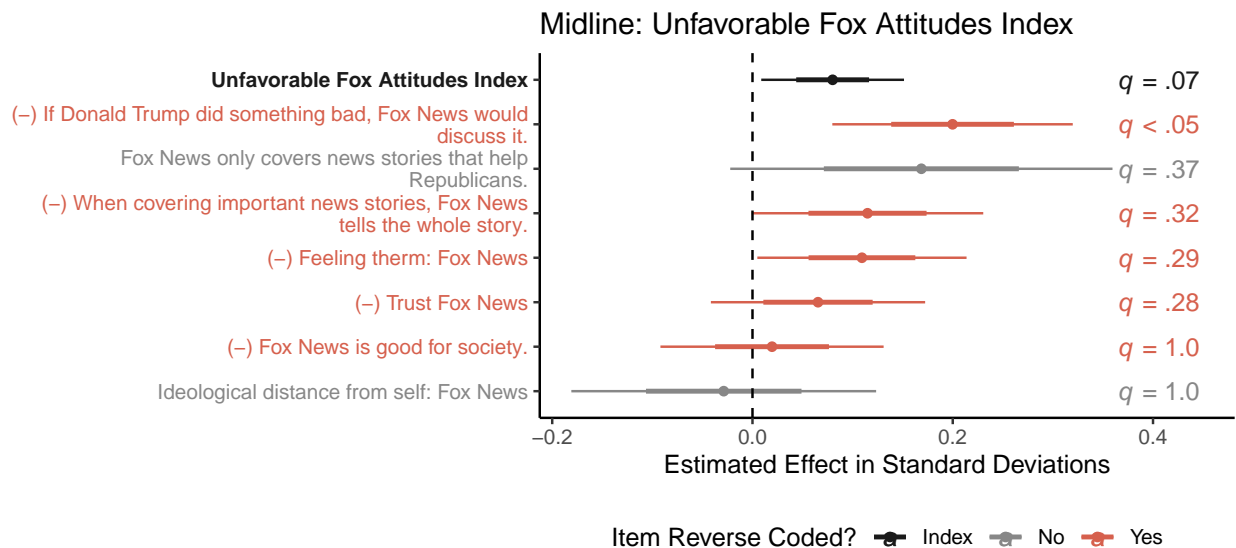 Midline: Unfavorable Fox Attitudes Index
Unfavorable Fox Attitudes Index
q = .07
(−) If Donald Trump did something bad, Fox News would
discuss it.
q < .05
Fox News only covers news stories that help
Republicans.
q = .37
(−) When covering important news stories, Fox News
tells the whole story.
q = .32
(−) Feeling therm: Fox News
q = .29
(−) Trust Fox News
q = .28
(−) Fox News is good for society.
q = 1.0
Ideological distance from self: Fox News
q = 1.0
−0.2 0.0 0.2 0.4
Estimated Effect in Standard Deviations
Item Reverse Coded? a Index a No a Yes